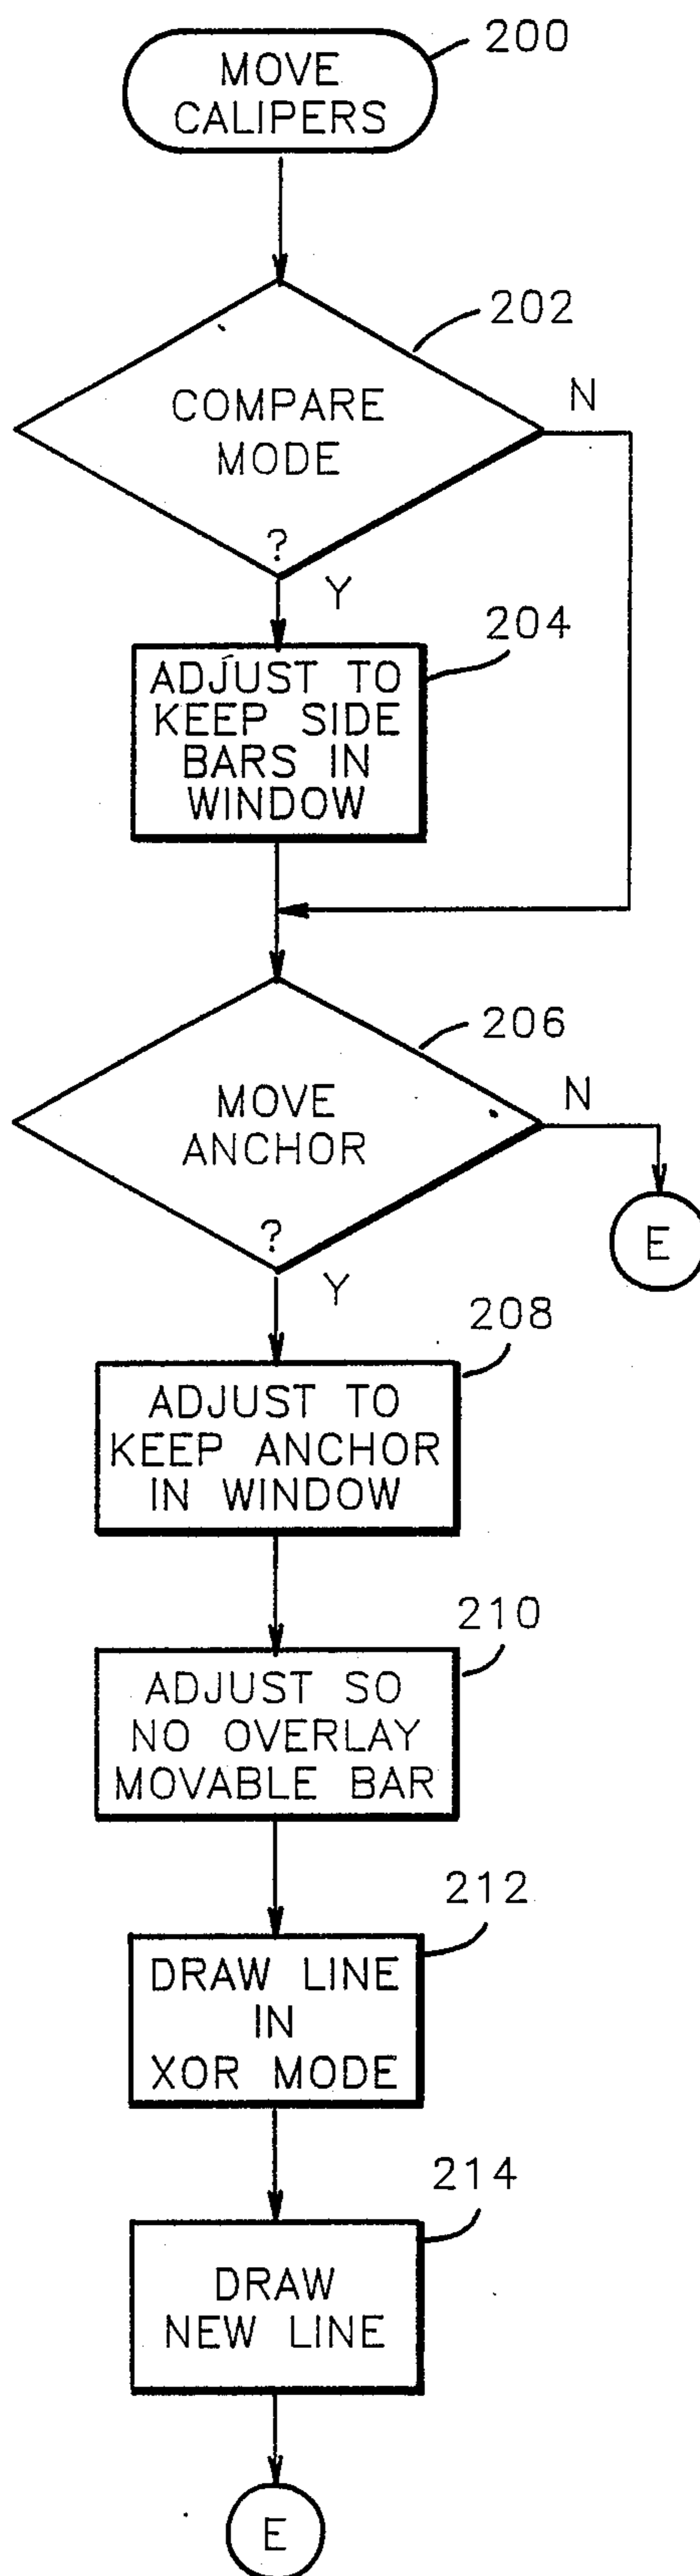 200
MOVE
CALIPERS
202
N
COMPARE
MODE
?
Y
204
ADJUST TO
KEEP SIDE
BARS IN
WINDOW
206
N
MOVE
ANCHOR
E
?
Y
208
ADJUST TO
KEEP ANCHOR
IN WINDOW
210
ADJUST SO
NO OVERLAY
MOVABLE BAR
212
DRAW LINE
IN
XOR MODE
214
DRAW
NEW LINE
E